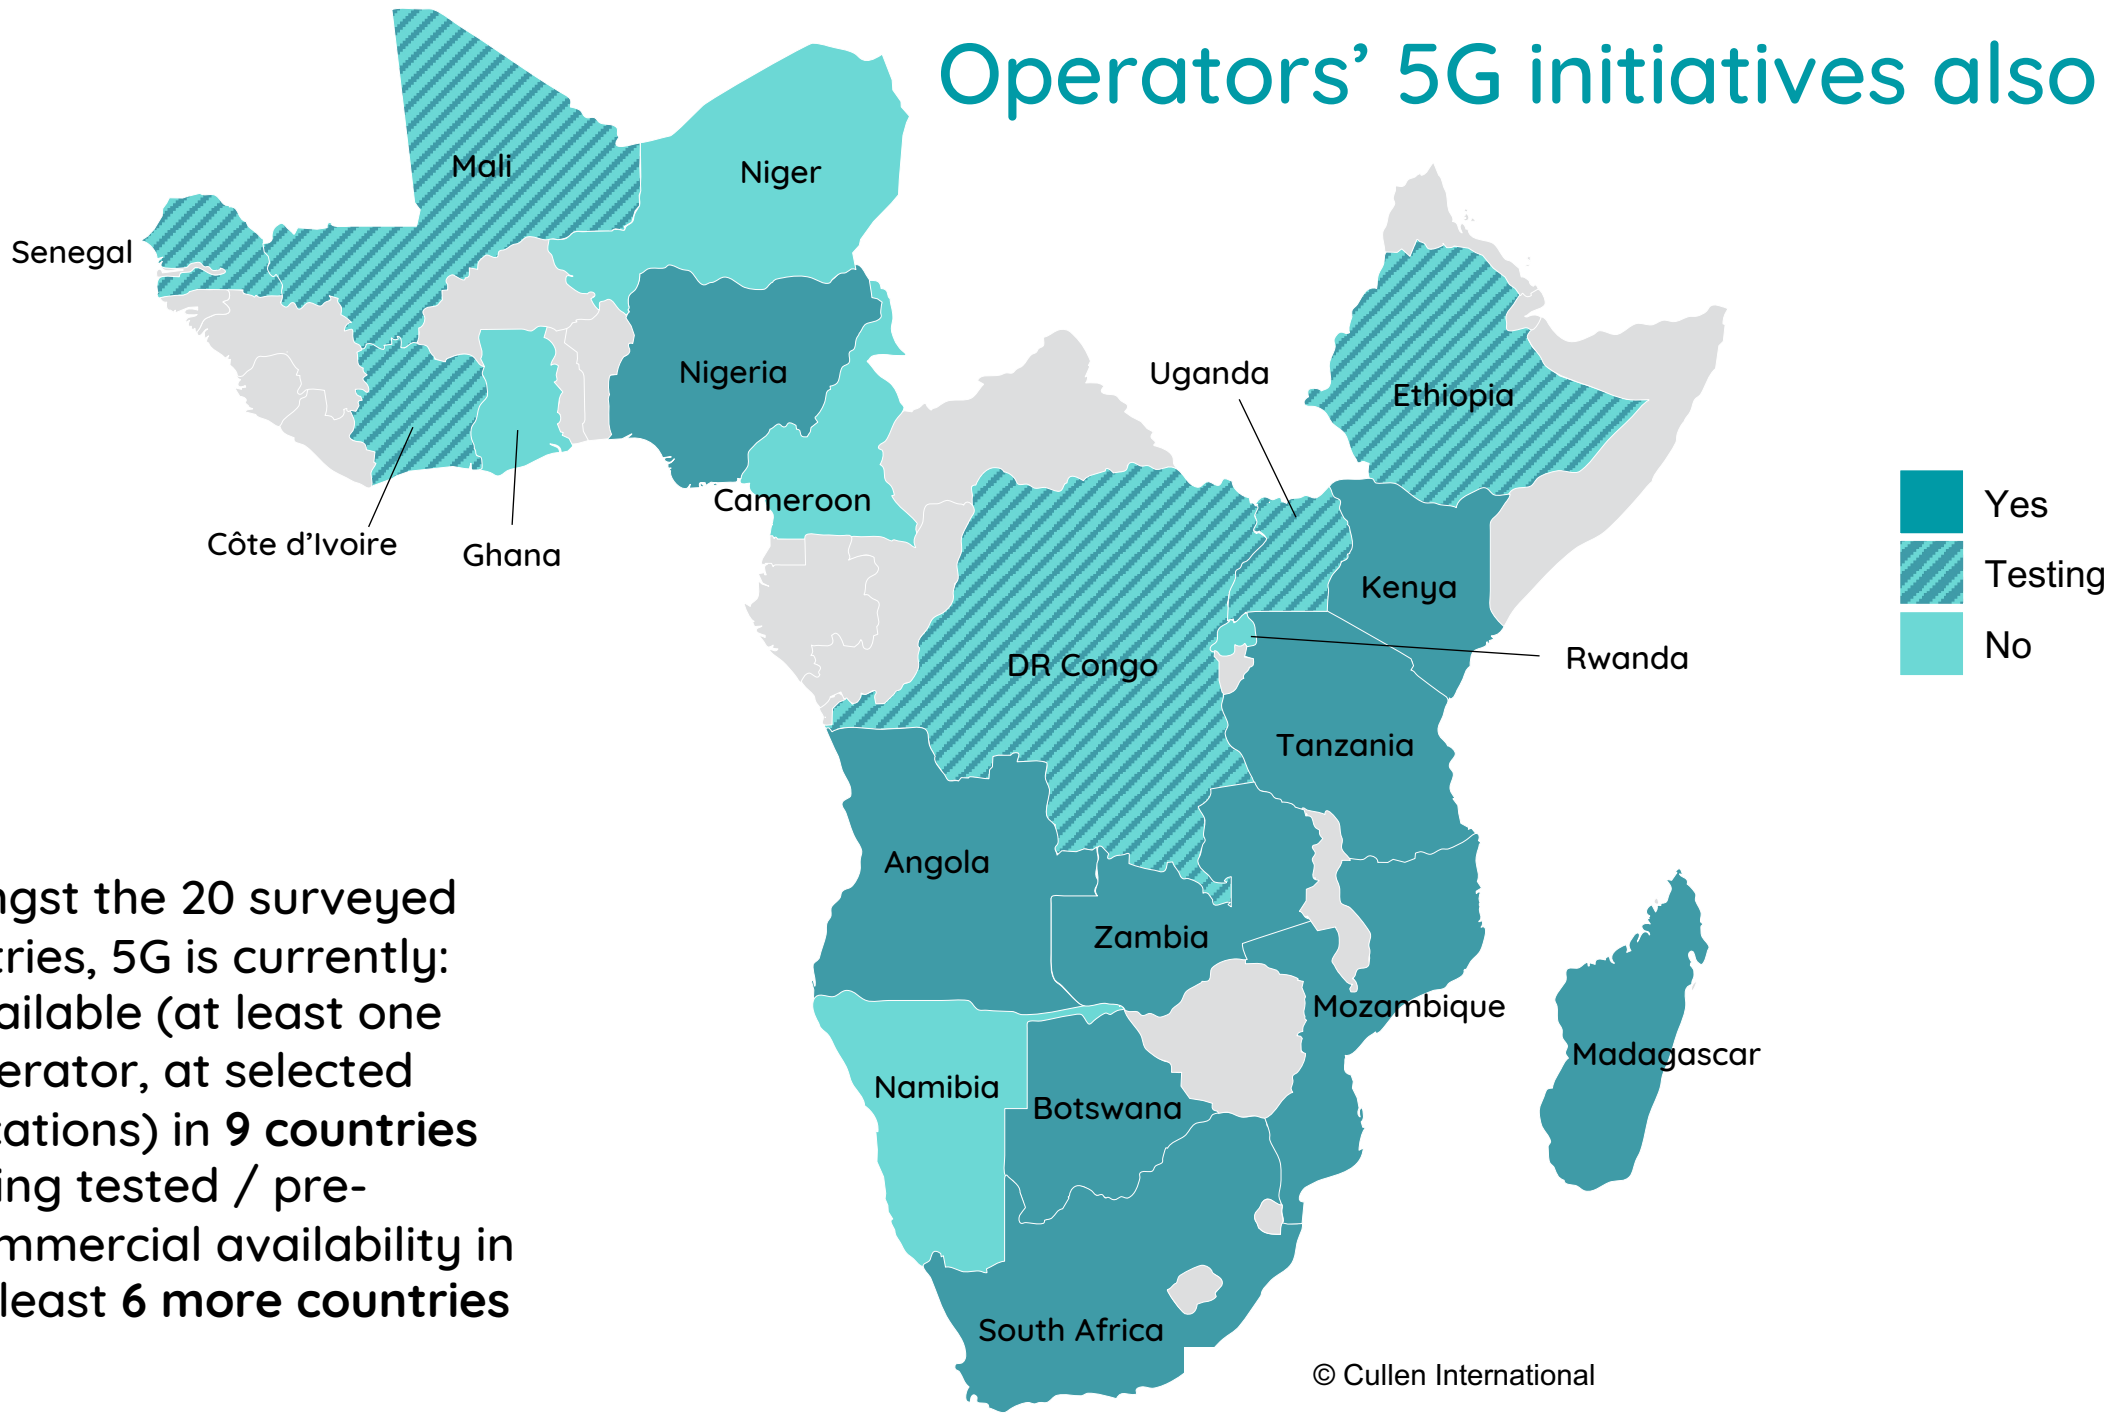 Operators’ 5G initiatives also
Mali
Niger
Senegal
Nigeria
Uganda
Ethiopia
Cameroon
Côte d’Ivoire
Ghana
Kenya
DR Congo
Rwanda
Tanzania
Yes
Testing
No
Angola
Zambia
Mozambique
Madagascar
Namibia
Botswana
South Africa
ngst the 20 surveyed
tries, 5G is currently:
ailable (at least one
erator, at selected
cations) in 9 countries
ing tested / pre-
mmercial availability in
least 6 more countries
© Cullen International